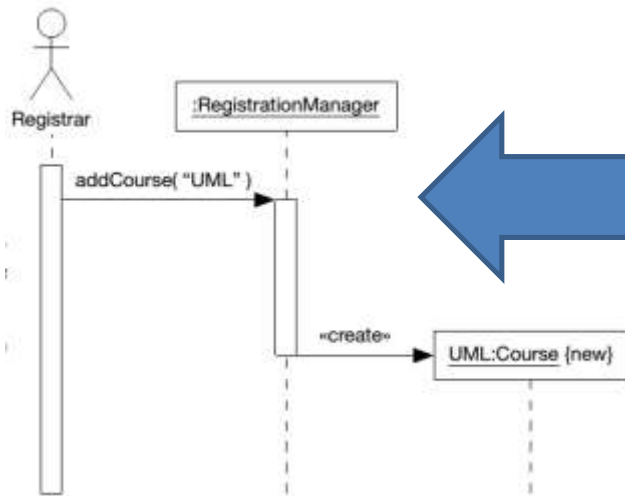 :RegistrationManager
Registrar
addCourse( “UML” )
«create»
UML:Course {new}